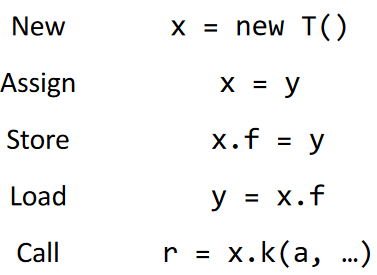 New x = new T()
Assign x = y
Store x.f = y
Load y = x.f
Call r = x.k(a, …)